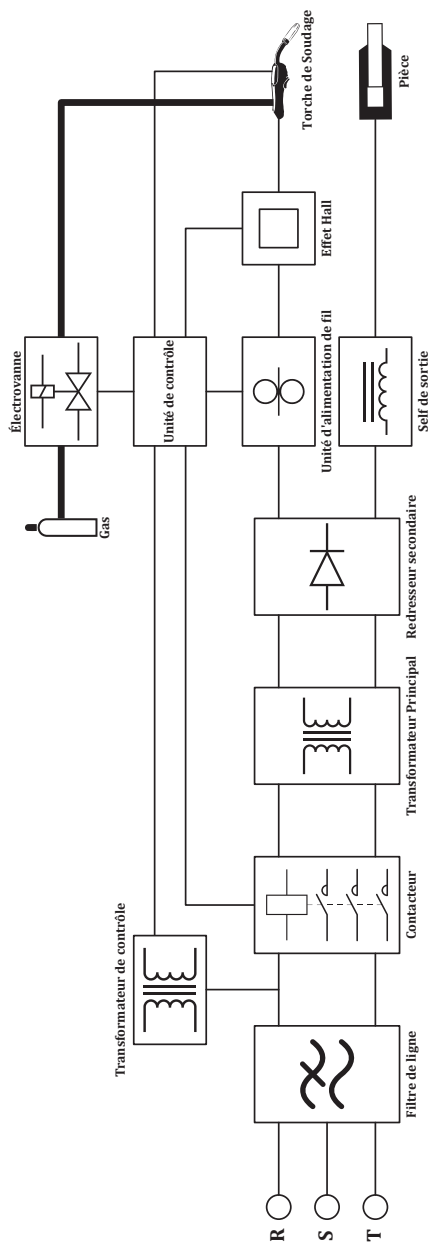 Gas
Électrovanne
Transformateur de contrôle
Unité de contrôle
Torche de Soudage
R
S
T
Filtre de ligne
Contacteur
Transformateur Principal
Redresseur secondaire
Unité d'alimentation de fil
Effet Hall
Self de sortie
Pièce